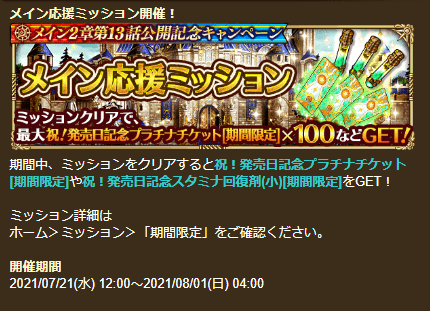 メイン応援ミッション開催！
メイン2章第13話公開記念キャンペーン
メイン応援ミッション
ミッションクリアで、
最大祝！発売日記念プラチナチケット[期間限定]×100などGET!
期間中、ミッションをクリアすると祝！発売日記念プラチナチケット
[期間限定]や祝！発売日記念スタミナ回復剤(小)[期間限定]をGET！
ミッション詳細は
ホーム＞ミッション＞「期間限定」をご確認ください。
開催期間
2021/07/21(水) 12:00～2021/08/01(日) 04:00